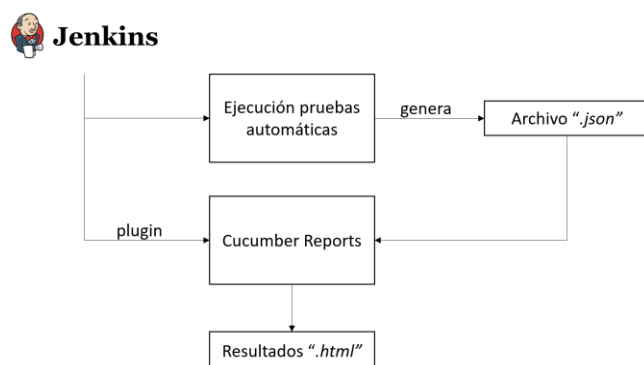 Jenkins
Ejecución pruebas
automáticas
genera
Archivo “.json”
plugin
Cucumber Reports
Resultados “.html”